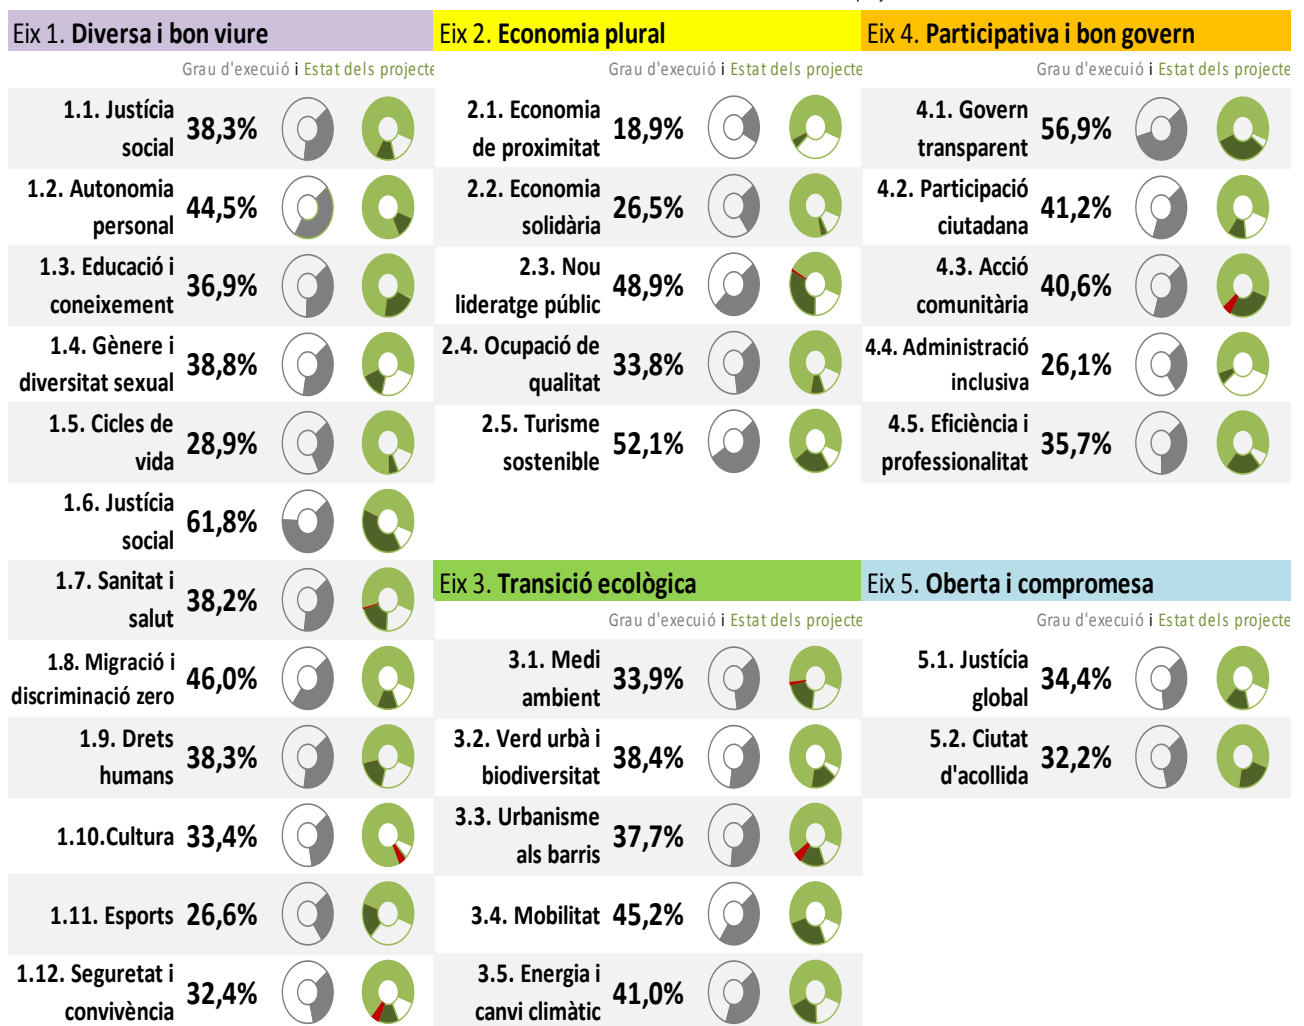 Eix 1. Diversa i bon viure
Grau d'execuió i Estat dels projecte
1.1. Justícia
social
38,3%
1.2. Autonomia
personal
44,5%
1.3. Educació i
coneixement
36,9%
1.4. Gènere i
diversitat sexual
38,8%
1.5. Cicles de
vida
28,9%
1.6. Justícia
social
61,8%
1.7. Sanitat i
salut
38,2%
1.8. Migració i
discriminació zero
46,0%
1.9. Drets
humans
38,3%
1.10.Cultura 33,4%
1.11. Esports 26,6%
1.12. Seguretat i
convivència
32,4%
Eix 2. Economia plural
Grau d'execuió i Estat dels projecte
2.1. Economia
de proximitat
18,9%
2.2. Economia
solidària
26,5%
2.3. Nou
lideratge públic
48,9%
2.4. Ocupació de
qualitat
33,8%
2.5. Turisme
sostenible
52,1%
Eix 3. Transició ecològica
Grau d'execuió i Estat dels projecte
3.1. Medi
ambient
33,9%
3.2. Verd urbà i
biodiversitat
38,4%
3.3. Urbanisme
als barris
37,7%
3.4. Mobilitat 45,2%
3.5. Energia i
canvi climàtic
41,0%
Eix 4. Participativa i bon govern
Grau d'execuió i Estat dels projecte
4.1. Govern
transparent
56,9%
4.2. Participació
ciutadana
41,2%
4.3. Acció
comunitària
40,6%
4.4. Administració
inclusiva
26,1%
4.5. Eficiència i
professionalitat
35,7%
Eix 5. Oberta i compromesa
Grau d'execuió i Estat dels projecte
5.1. Justícia
global
34,4%
5.2. Ciutat
d'acollida
32,2%